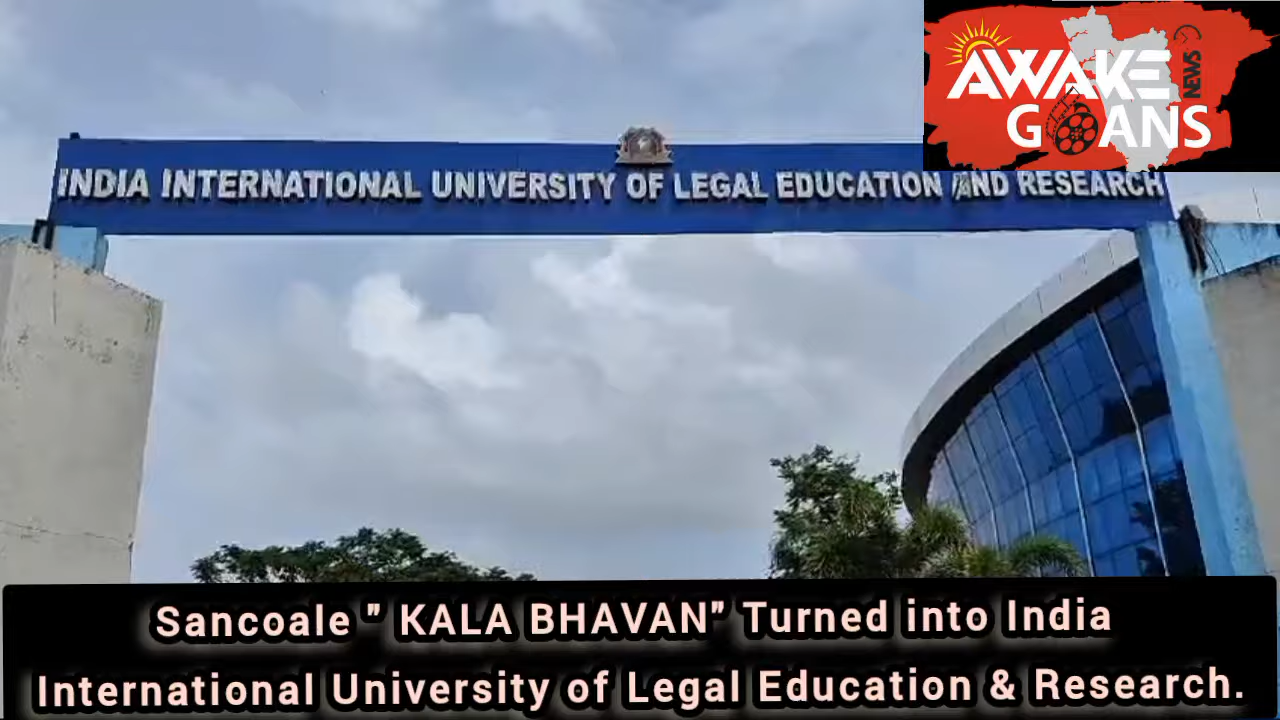 AWAKE
NEWS
GOANS
INDIA INTERNATIONAL UNIVERSITY OF LEGAL EDUCATION AND RESEARCH
Sancoale " KALA BHAVAN" Turned into India
International University of Legal Education & Research.